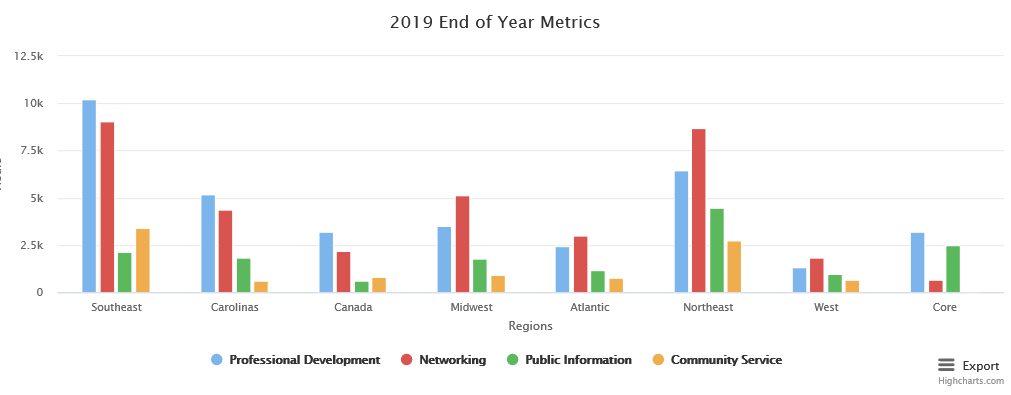 2019 End of Year Metrics
12.5k
10k
7.5k
5k
2.5k
0
Southeast Carolinas Canada Midwest Atlantic Northeast West Core
Regions
Professional Development Networking Public Information Community Service
Export
Highcharts.com